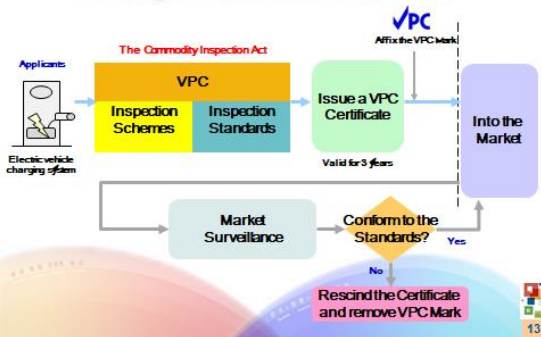 VPC
Affix the VPC Mark
The Commodity Inspection Act
Applicants
VPC
Inspection
Schemes
Inspection
Standards
Issue a VPC
Certificate
Into the
Market
Electric vehicle
charging system
Valid for 3 years
Market
Surveillance
Conform to the
Standards?
Yes
No
Rescind the Certificate
and remove VPC Mark
13